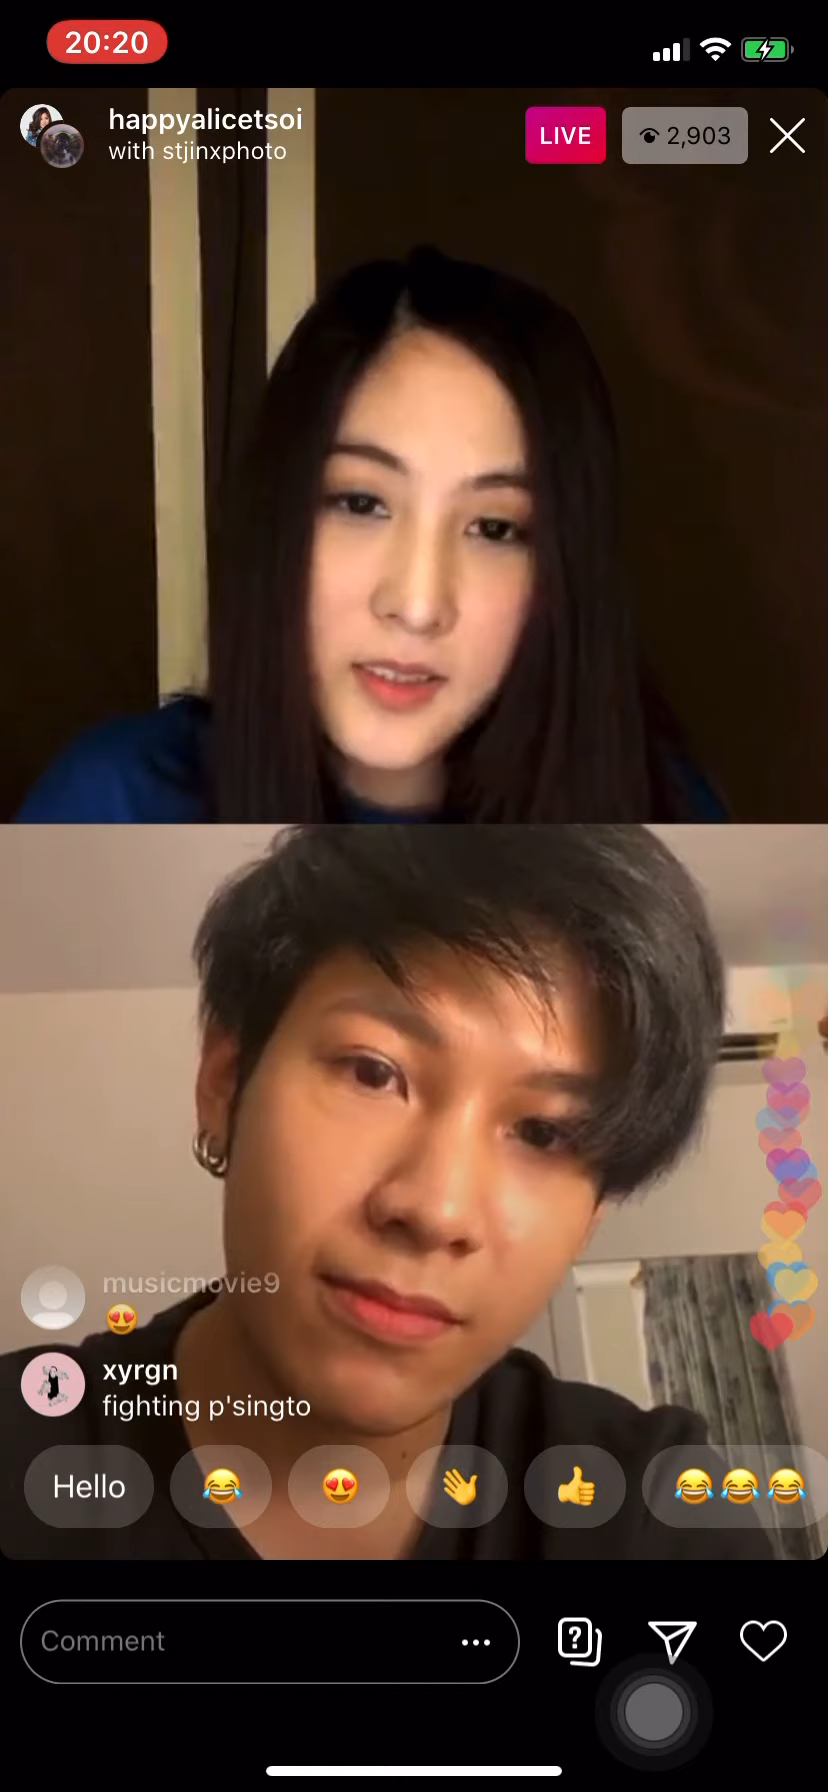 20:20
happyalicetsoi
with stjinxphoto
LIVE
2,903
musicmovie9
😍
xyrgn
fighting p'singto
Hello 😂 😍 👋 👍 😂😂😂
Comment